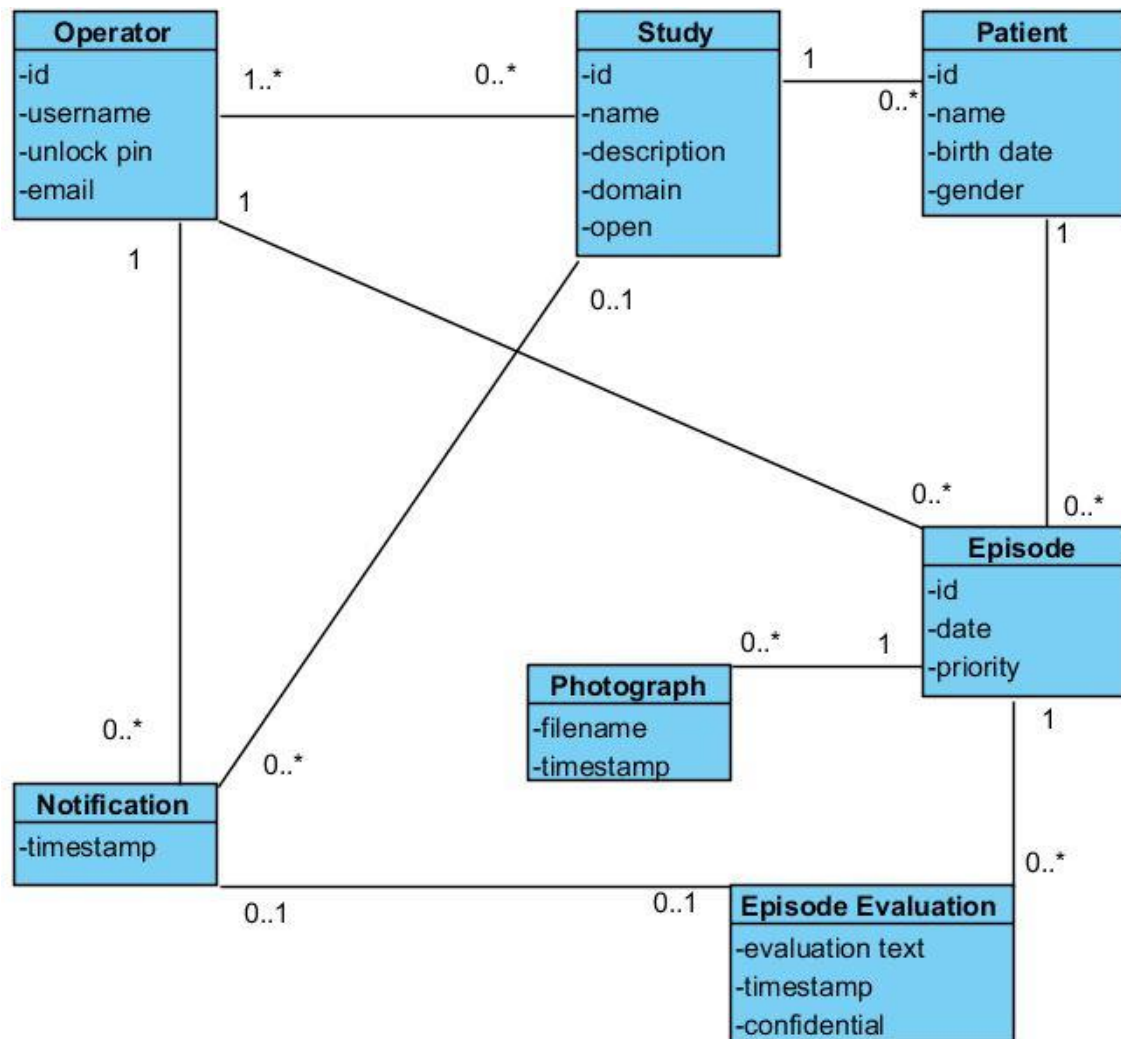 Operator
-id
-username
-unlock pin
-email
Study
-id
-name
-description
-domain
-open
Patient
-id
-name
-birth date
-gender
1..*
0..*
1
0..*
1
1
0..1
1
0..*
0..*
Episode
-id
-date
-priority
0..*
1
Photograph
-filename
-timestamp
1
0..*
0..*
Notification
-timestamp
0..*
0..1
0..1
Episode Evaluation
-evaluation text
-timestamp
-confidential